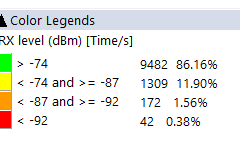 Color Legends
RX level (dBm) [Time/s]
> -74 9482 86.16%
< -74 and >= -87 1309 11.90%
< -87 and >= -92 172 1.56%
< -92 42 0.38%